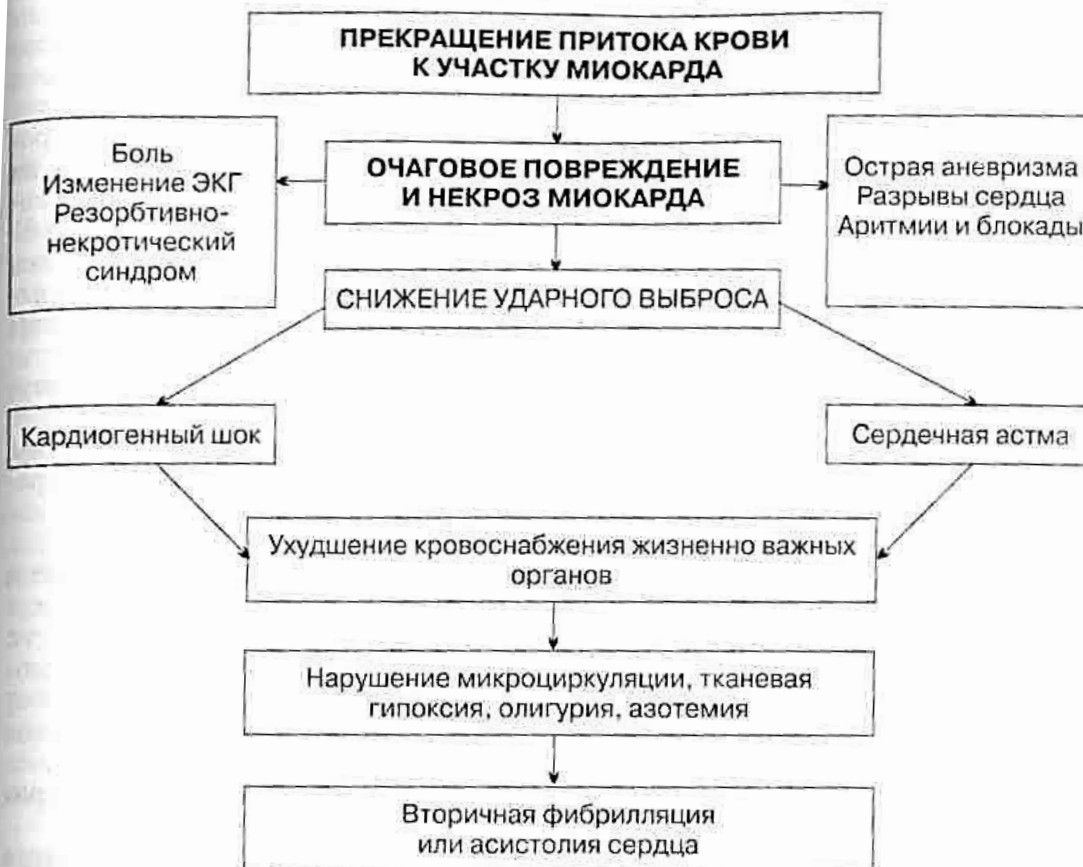 ПРЕКРАЩЕНИЕ ПРИТОКА КРОВИ
К УЧАСТКУ МИОКАРДА
Боль
Изменение ЭКГ
Резорбтивно-
некротический
синдром
ОЧАГОВОЕ ПОВРЕЖДЕНИЕ
И НЕКРОЗ МИОКАРДА
Острая аневризма
Разрывы сердца
Аритмии и блокады
СНИЖЕНИЕ УДАРНОГО ВЫБРОСА
Кардиогенный шок
Сердечная астма
Ухудшение кровоснабжения жизненно важных
органов
Нарушение микроциркуляции, тканевая
гипоксия, олигурия, азотемия
Вторичная фибрилляция
или асистолия сердца